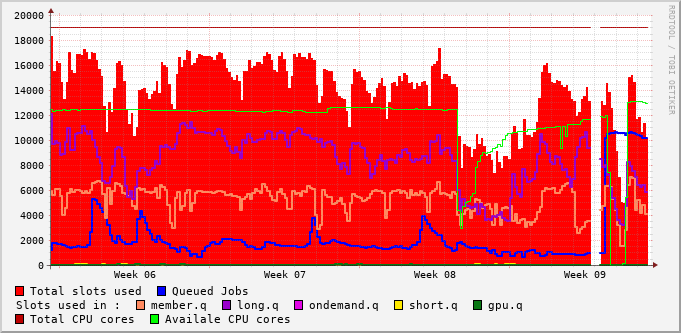 RRDTOOL / TOBI OETIKER
20000
18000
16000
14000
12000
10000
8000
6000
4000
2000
0
Week 06 Week 07 Week 08 Week 09
Total slots used Queued Jobs
Slots used in : member.q long.q ondemand.q short.q gpu.q
Total CPU cores Availale CPU cores